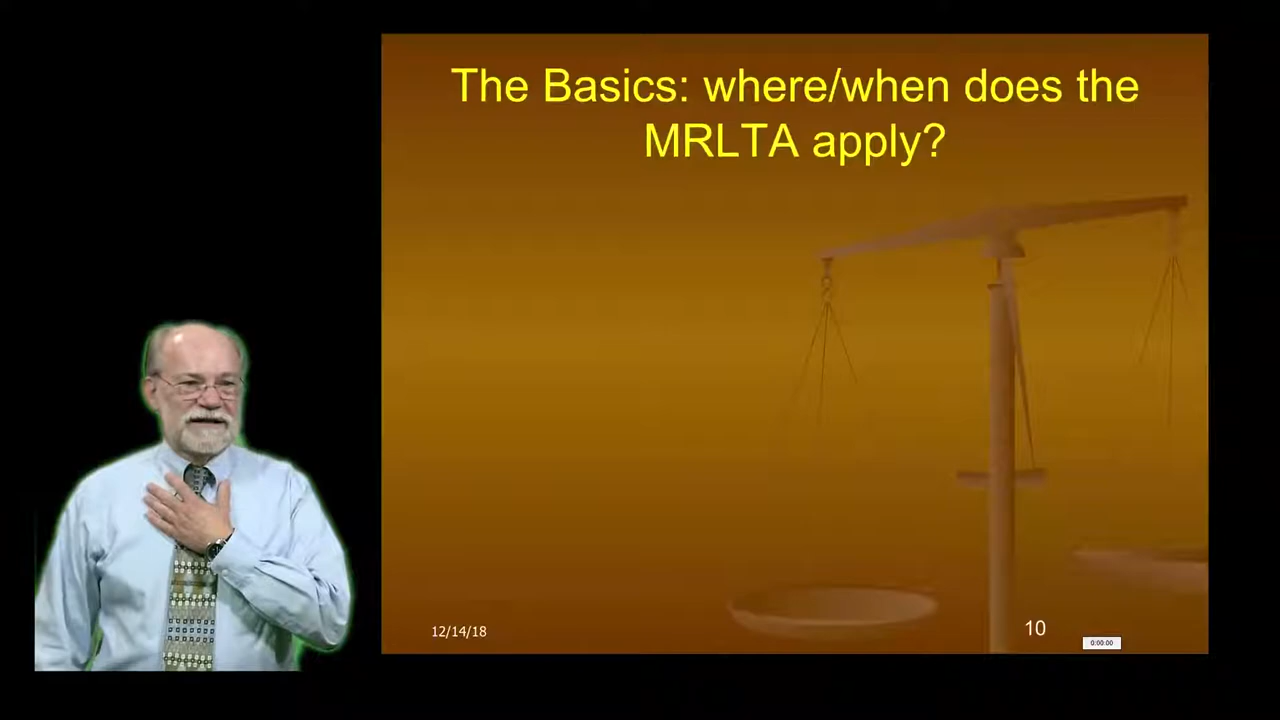 The Basics: where/when does the
MRLTA apply?
12/14/18
10
0:00:00